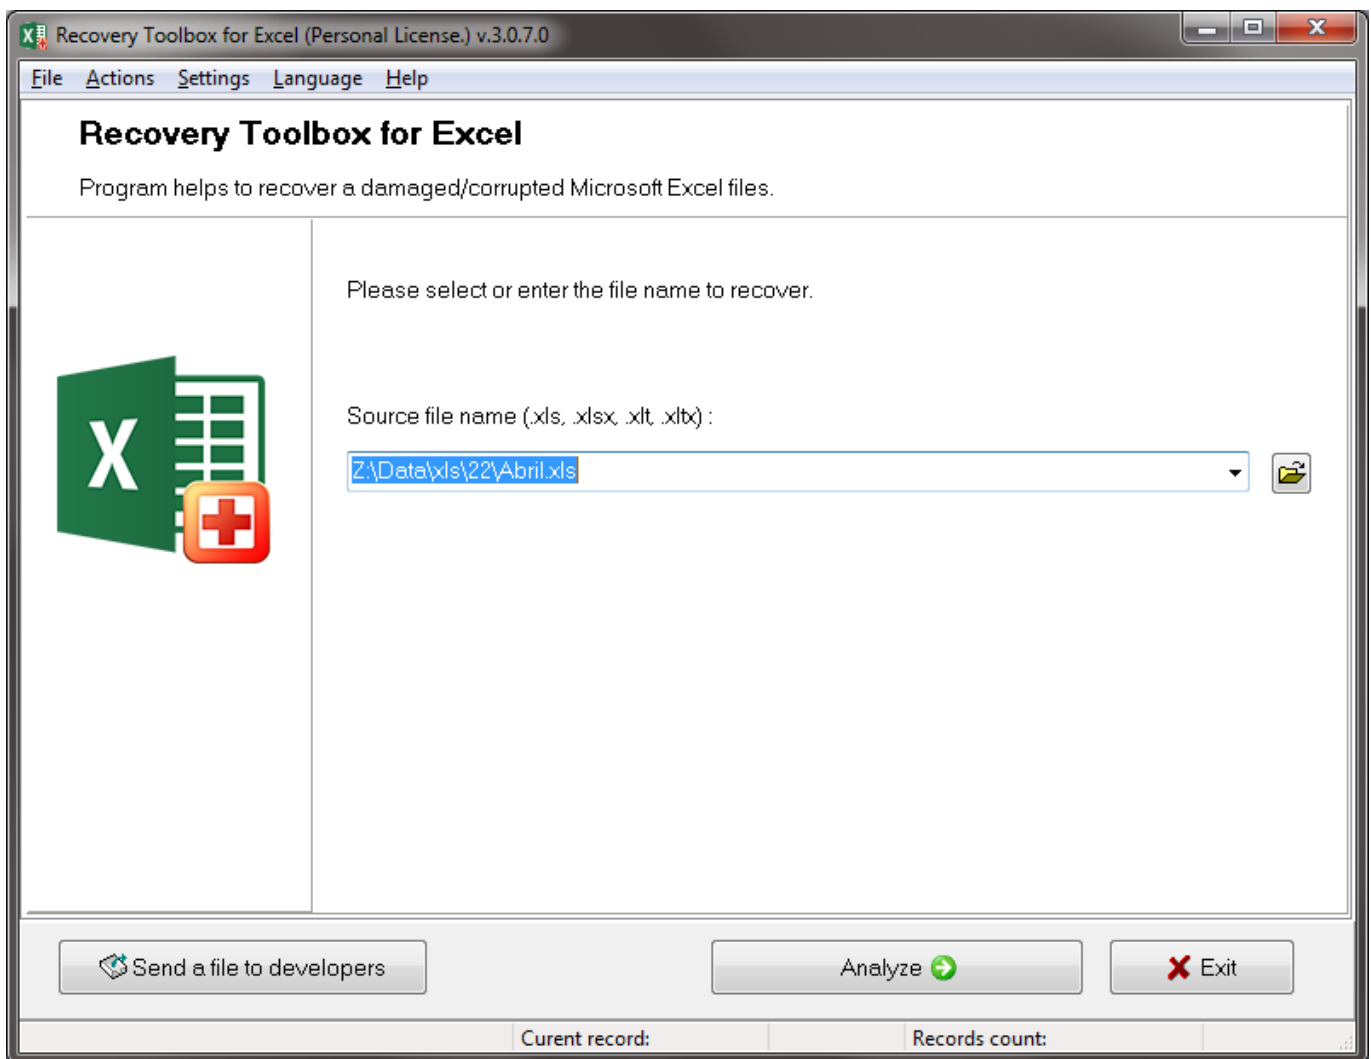 Recovery Toolbox for Excel (Personal License.) v.3.0.7.0
File Actions Settings Language Help
Recovery Toolbox for Excel
Program helps to recover a damaged/corrupted Microsoft Excel files.
Please select or enter the file name to recover.
X
Source file name (.xls, .xlsx, .xlt, .xltx) :
Z:\Data\xls\22\Abril.xls
Send a file to developers Analyze Exit
Curent record: Records count: